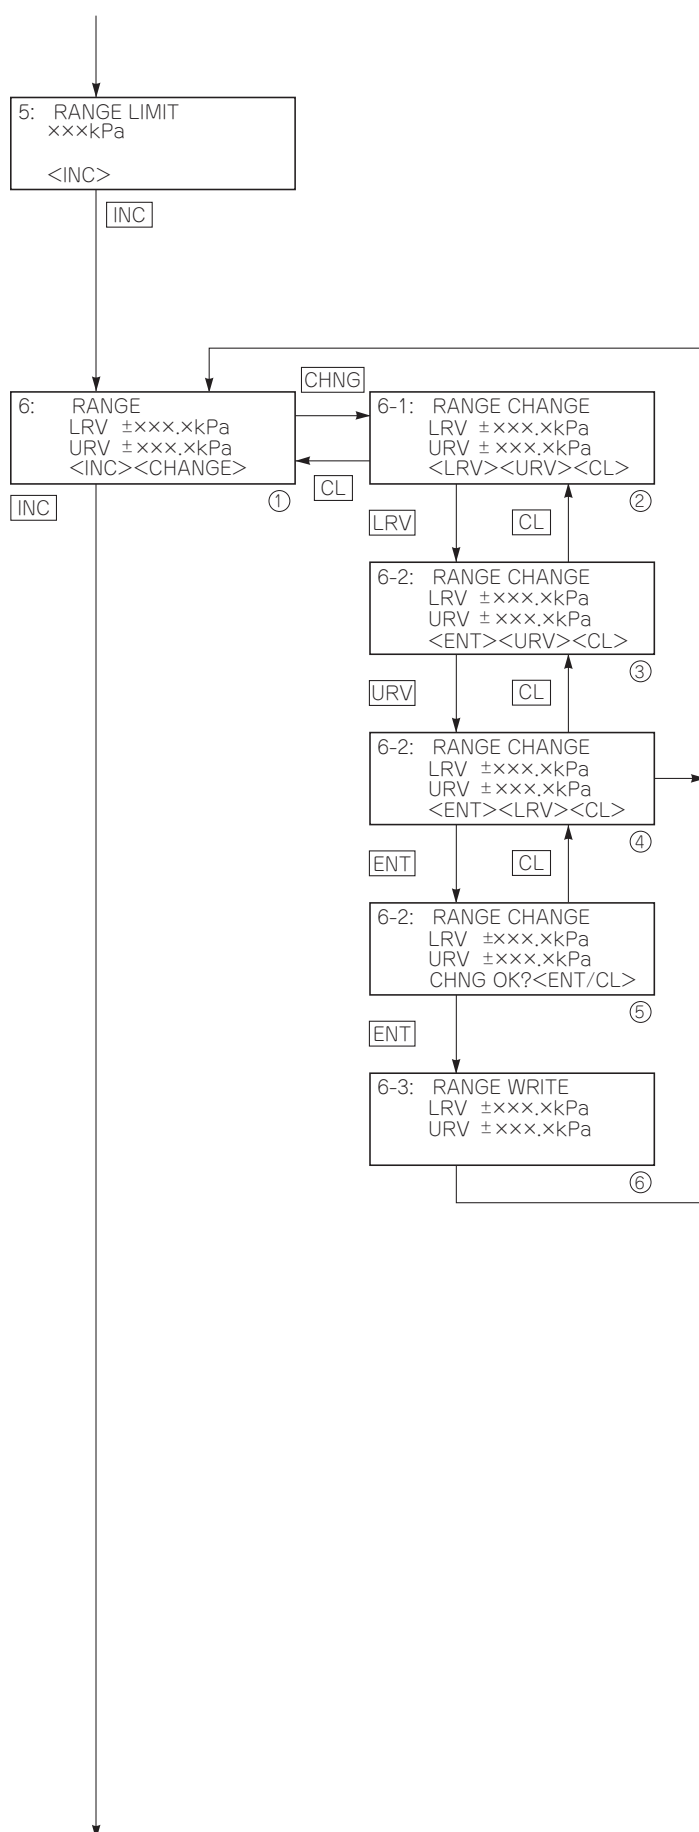 5: RANGE LIMIT
×××kPa
<INC>
INC
CHNG
6: RANGE
LRV ±×××.×kPa
URV ±×××.×kPa
<INC><CHANGE>
①
INC
CL
6-1: RANGE CHANGE
LRV ±×××.×kPa
URV ±×××.×kPa
<LRV><URV><CL>
②
LRV
CL
6-2: RANGE CHANGE
LRV ±×××.×kPa
URV ±×××.×kPa
<ENT><URV><CL>
③
URV
CL
6-2: RANGE CHANGE
LRV ±×××.×kPa
URV ±×××.×kPa
<ENT><LRV><CL>
④
ENT
CL
6-2: RANGE CHANGE
LRV ±×××.×kPa
URV ±×××.×kPa
CHNG OK?<ENT/CL>
⑤
ENT
6-3: RANGE WRITE
LRV ±×××.×kPa
URV ±×××.×kPa
⑥